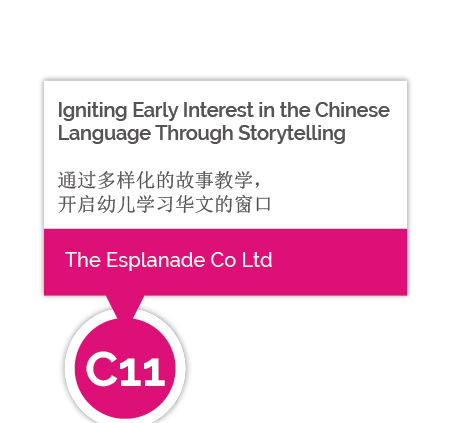 Igniting Early Interest in the Chinese
Language Through Storytelling
通过多样化的故事教学，
开启幼儿学习华文的窗口
The Esplanade Co Ltd
C11